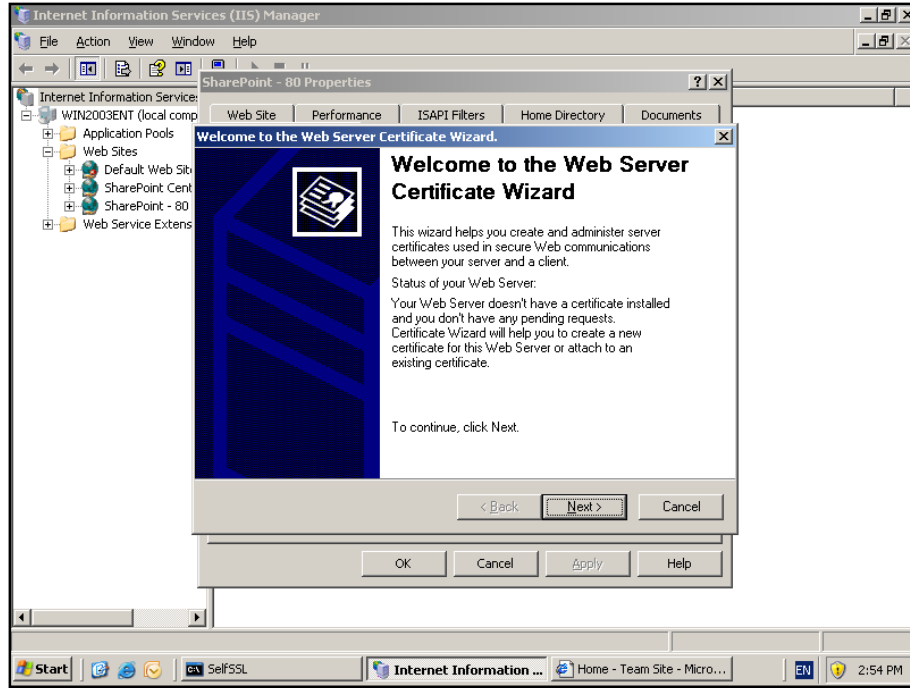 Internet Information Services (IIS) Manager
File Action View Window Help
SharePoint - 80 Properties
Internet Information Service
WIN2003ENT (local comp
Application Pools
Web Sites
Default Web Sit
SharePoint Cent
SharePoint - 80
Web Service Extens
Web Site Performance ISAPI Filters Home Directory Documents
Welcome to the Web Server Certificate Wizard.
Welcome to the Web Server
Certificate Wizard
This wizard helps you create and administer server
certificates used in secure Web communications
between your server and a client.
Status of your Web Server:
Your Web Server doesn't have a certificate installed
and you don't have any pending requests.
Certificate Wizard will help you to create a new
certificate for this Web Server or attach to an
existing certificate.
To continue, click Next.
< Back Next > Cancel
OK Cancel Apply Help
Start SelfSSL Internet Information ... Home - Team Site - Micro... EN 2:54 PM